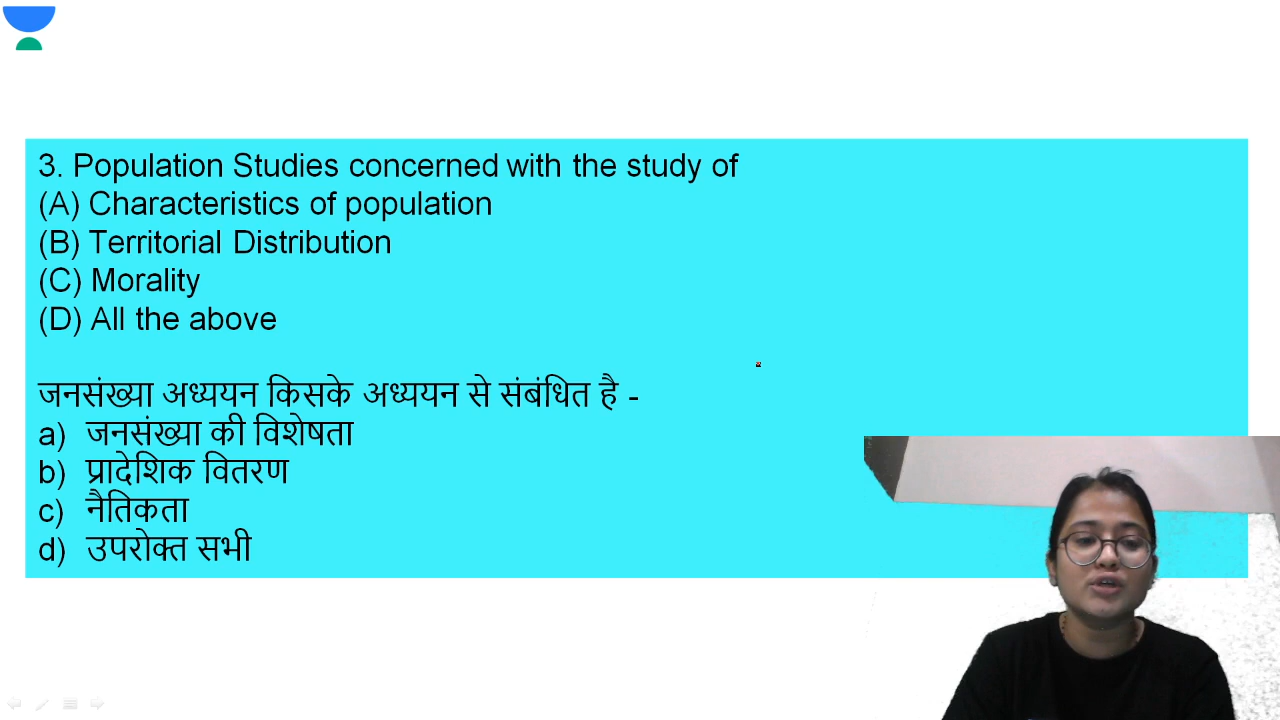 3. Population Studies concerned with the study of
(A) Characteristics of population
(B) Territorial Distribution
(C) Morality
(D) All the above
जनसंख्या अध्ययन किसके अध्ययन से संबंधित है -
a) जनसंख्या की विशेषता
b) प्रादेशिक वितरण
c) नैतिकता
d) उपरोक्त सभी